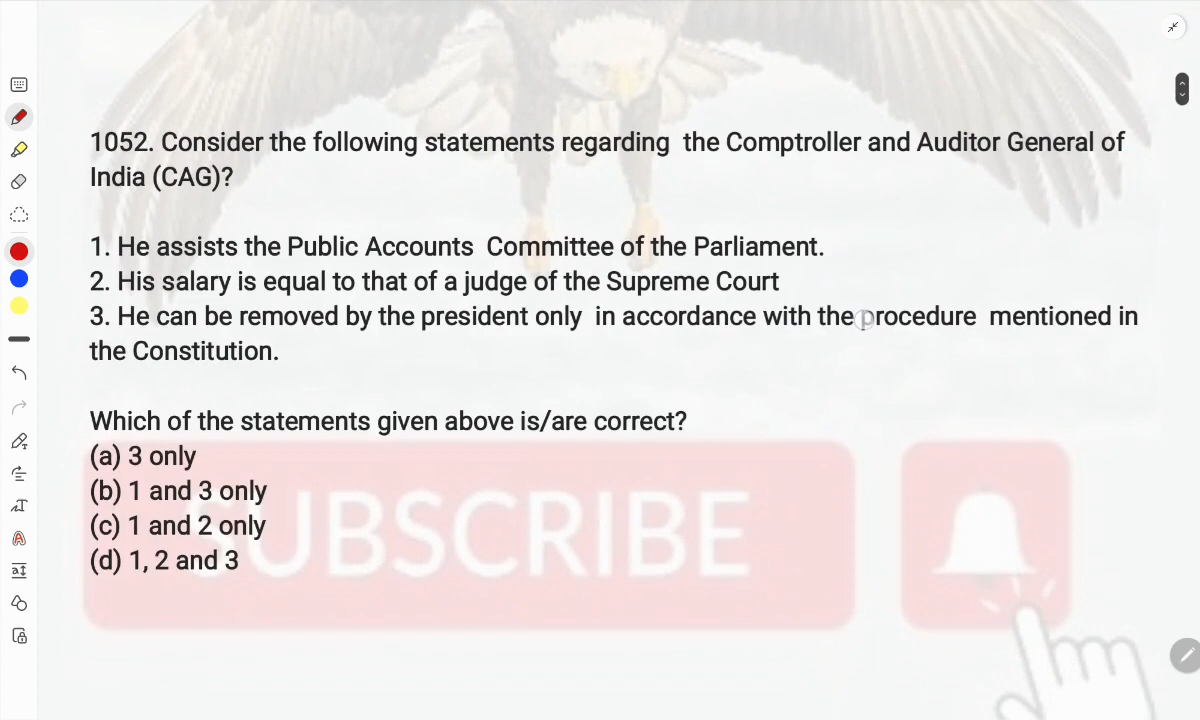 1052. Consider the following statements regarding the Comptroller and Auditor General of
India (CAG)?
1. He assists the Public Accounts Committee of the Parliament.
2. His salary is equal to that of a judge of the Supreme Court
3. He can be removed by the president only in accordance with the procedure mentioned in
the Constitution.
Which of the statements given above is/are correct?
(a) 3 only
(b) 1 and 3 only
(c) 1 and 2 only
(d) 1, 2 and 3
SUBSCRIBE